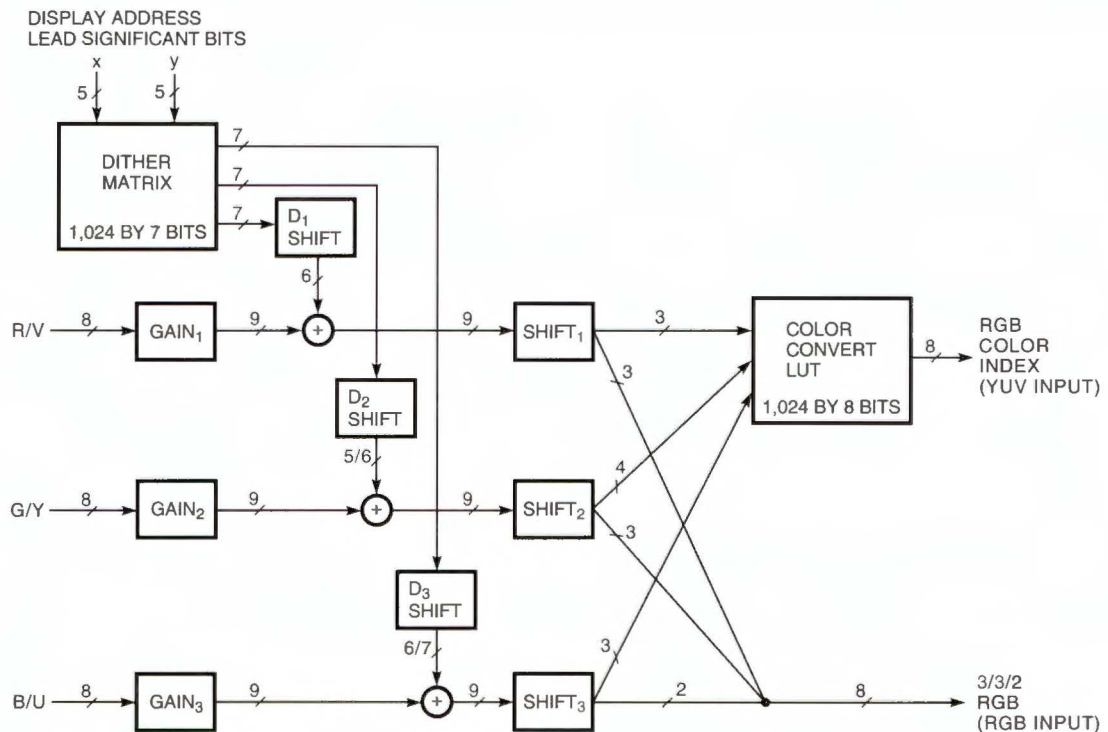 DISPLAY ADDRESS
LEAD SIGNIFICANT BITS
x y
5 5
DITHER
MATRIX
1,024 BY 7 BITS
7
7
7
D1
SHIFT
6
R/V 8 GAIN1 9 + 9 SHIFT1 3
3
COLOR
CONVERT
LUT
1,024 BY 8 BITS
8
RGB
COLOR
INDEX
(YUV INPUT)
D2
SHIFT
5/6
G/Y 8 GAIN2 9 + 9 SHIFT2 4
3
D3
SHIFT
6/7
B/U 8 GAIN3 9 + 9 SHIFT3 3
2 8
3/3/2
RGB
(RGB INPUT)